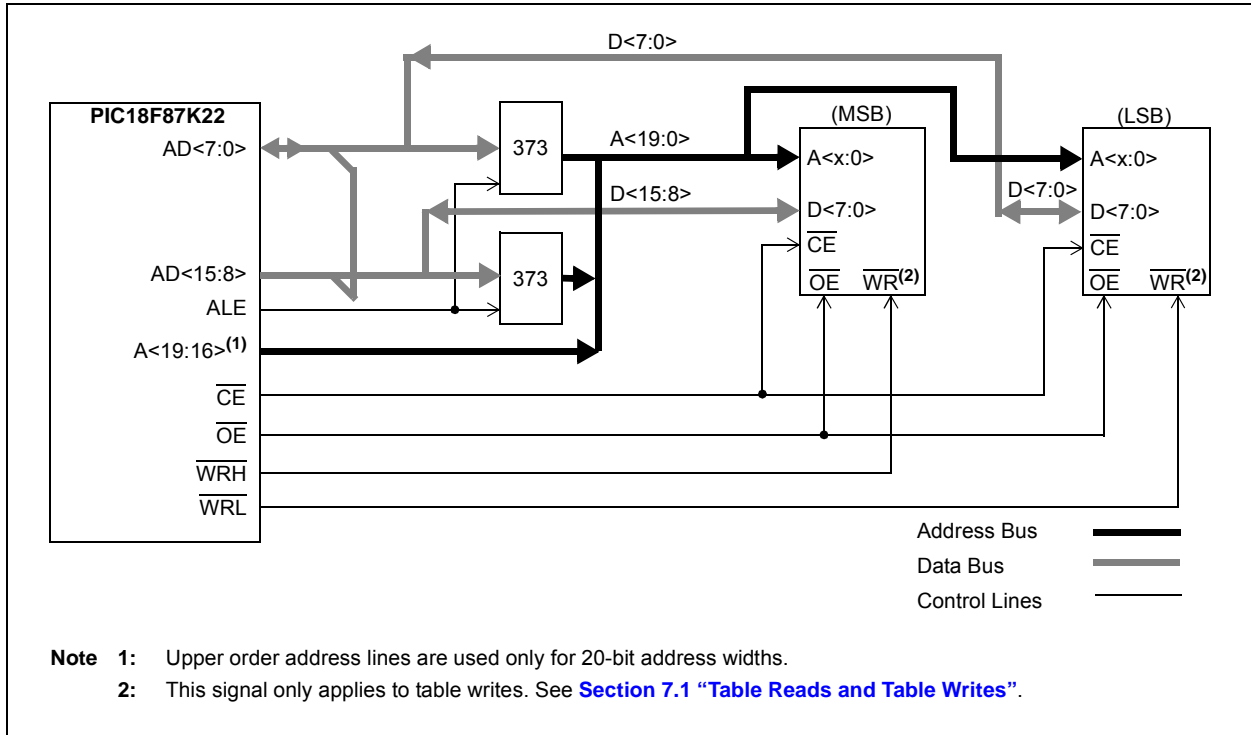 D<7:0>
PIC18F87K22
AD<7:0>
373
A<19:0>
(MSB)
(LSB)
A<x:0>
A<x:0>
D<15:8>
D<7:0>
D<7:0>
D<7:0>
CE
CE
AD<15:8>
373
OE WR(2)
OE WR(2)
ALE
A<19:16>(1)
CE
OE
WRH
WRL
Address Bus
Data Bus
Control Lines
Note 1: Upper order address lines are used only for 20-bit address widths.
2: This signal only applies to table writes. See Section 7.1 “Table Reads and Table Writes”.